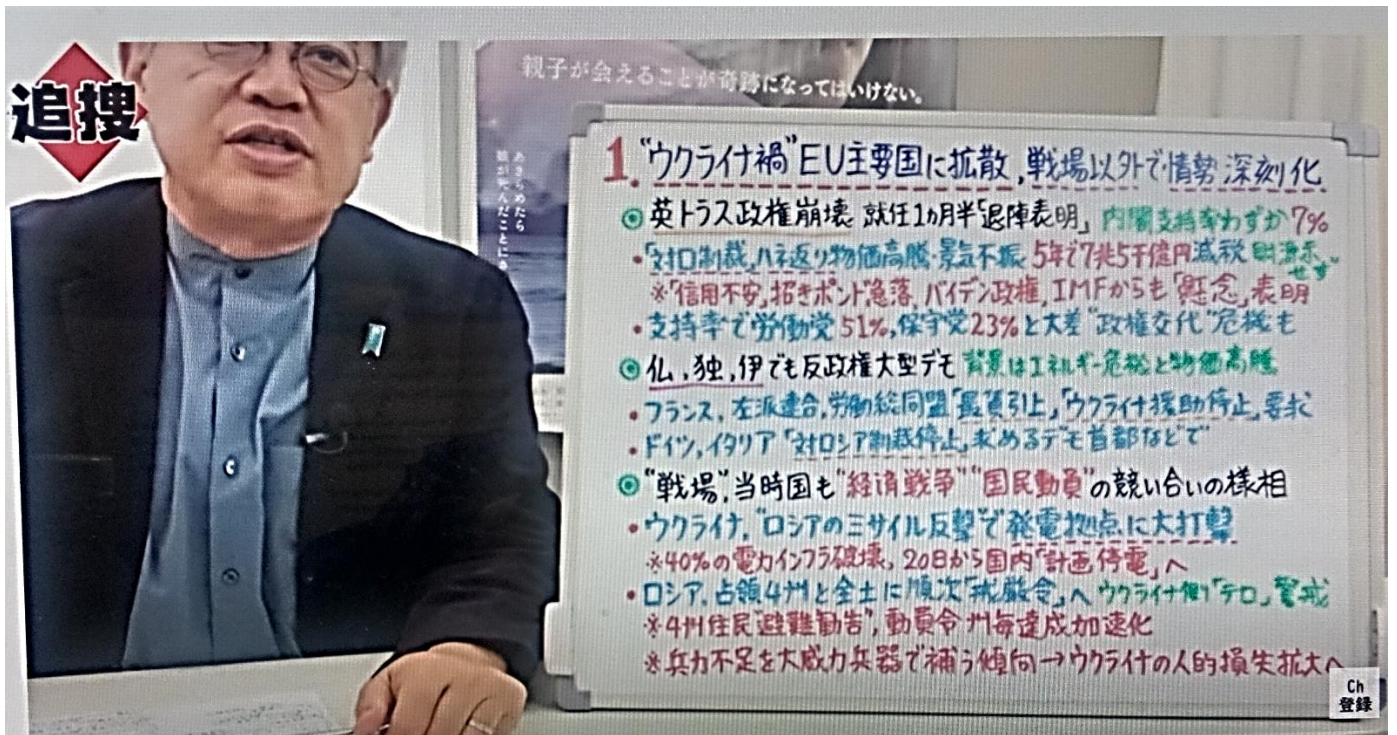 追捜
親子が会えることが奇跡になってはいけない。
あきらめたら
娘が死んだことに
1. "ウクライナ禍"EU主要国に拡散,戦場以外で情勢深刻化
◎英トラス政権崩壊 就任1ヵ月半「退陣表明」 内閣支持率わずか7%
・「対ロ制裁」ハネ返り物価高騰・景気不振 5年で7兆5千億円減税 財源示せず
※「信用不安」招きポンド急落、バイデン政権,IMFからも「懸念」表明
・支持率で労働党51%,保守党23%と大差 "政権交代"危機も
◎仏,独,伊でも反政権大型デモ 背景はエネルギー危機と物価高騰
・フランス,左派連合,労働総同盟「最賃引上」,「ウクライナ援助停止」要求
・ドイツ,イタリア「対ロシア制裁停止」求めるデモ首都などで
◎"戦場",当時国も"経済戦争""国民動員"の競い合いの様相
・ウクライナ,"ロシアのミサイル反撃"で発電拠点に大打撃
※40%の電力インフラ破壊, 20日から国内「計画停電」へ
・ロシア,占領4州と全土に順次「戒厳令」へ ウクライナ側「テロ」警戒
※4州住民"避難勧告",動員令 州毎達成加速化
※兵力不足を大威力兵器で補う傾向→ウクライナの人的損失拡大へ
Ch
登録